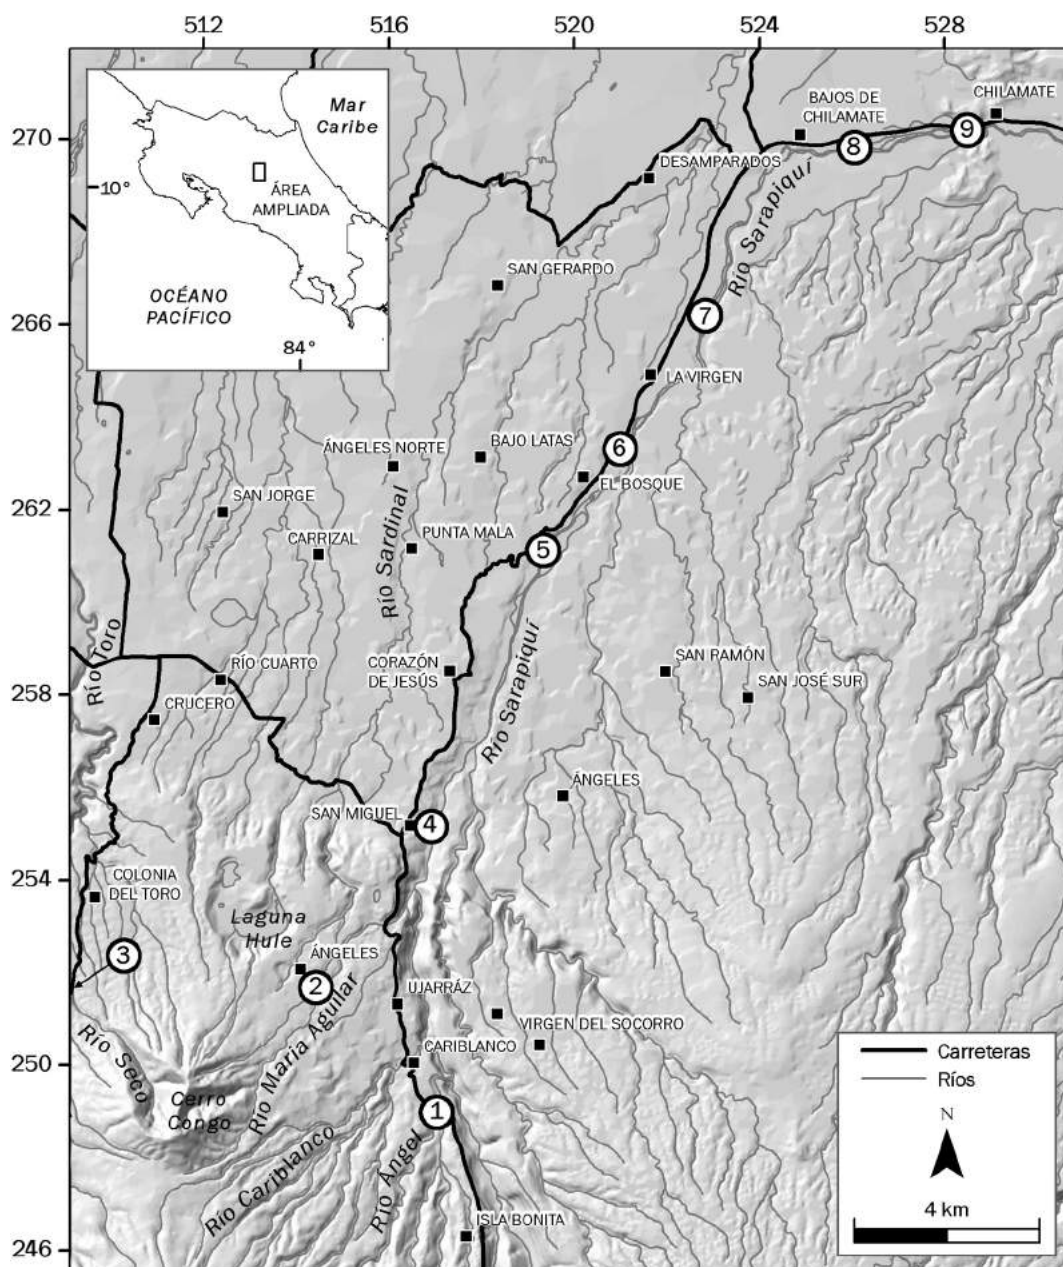 512
516
520
524
528
270
266
262
258
254
250
246
Mar
Caribe
10°
ÁREA
AMPLIADA
OCÉANO
PACÍFICO
84°
CHILAMATE
BAJOS DE
CHILAMATE
9
8
DESAMPARADOS
Río Sarapiquí
SAN GERARDO
7
LA VIRGEN
ÁNGELES NORTE
BAJO LATAS
6
EL BOSQUE
SAN JORGE
CARRIZAL
Río Sardinal
PUNTA MALA
5
Río Toro
RÍO CUARTO
CRUCERO
CORAZÓN
DE JESÚS
Río Sarapiquí
SAN RAMÓN
SAN JOSÉ SUR
ÁNGELES
SAN MIGUEL
4
COLONIA
DEL TORO
Laguna
Hule
3
ÁNGELES
2
UJARRÁZ
VIRGEN DEL SOCORRO
CARIBLANCO
Río Seco
Cerro
Congo
Río María Aguilar
1
Río Cariblanco
Río Ángel
ISLA BONITA
Carreteras
Ríos
N
4 km